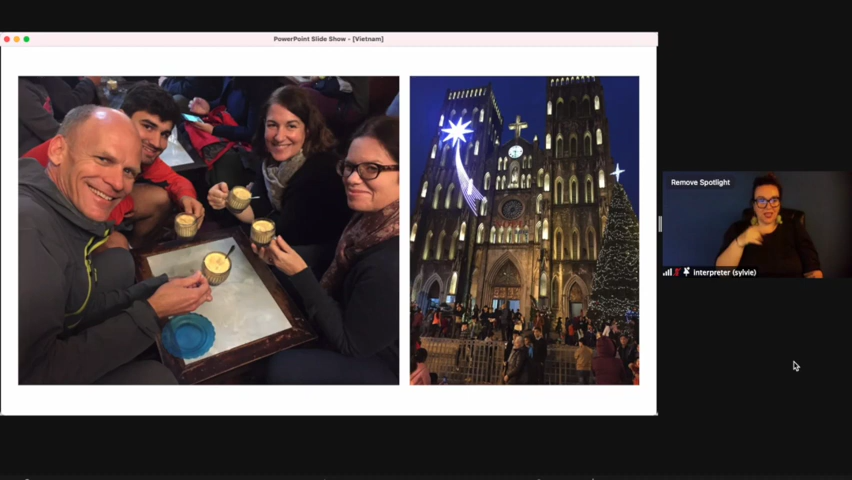 PowerPoint Slide Show - [Vietnam]
Remove Spotlight
interpreter (sylvie)